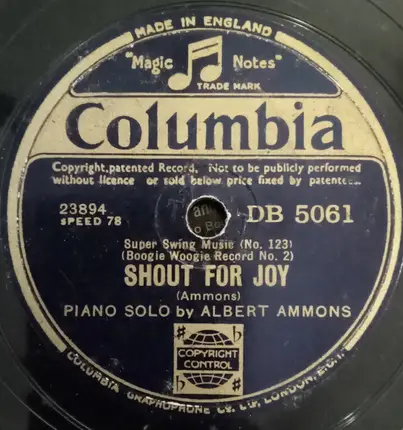 MADE IN ENGLAND
"Magic Notes"
TRADE MARK
Columbia
Copyright, patented Record. Not to be publicly performed
without licence or sold below price fixed by patentee.
23894
SPEED 78
DB 5061
Super Swing Music (No. 123)
(Boogie Woogie Record No. 2)
SHOUT FOR JOY
(Ammons)
PIANO SOLO by ALBERT AMMONS
COPYRIGHT
CONTROL
COLUMBIA GRAPHOPHONE Co. LTD, LONDON, E.C.1.